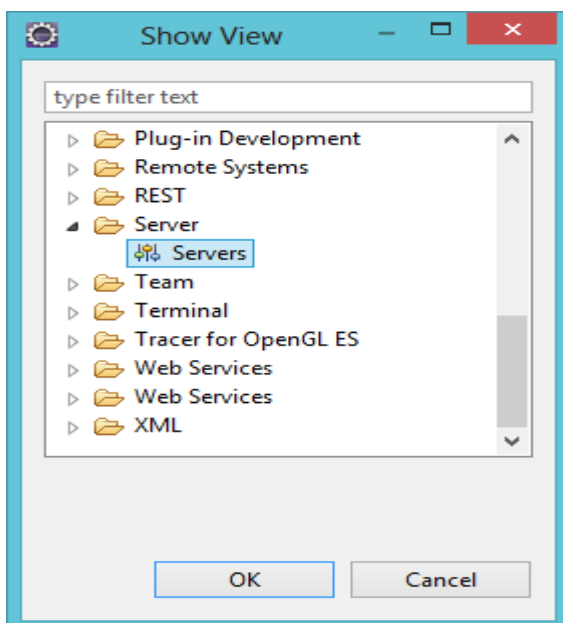 Show View
type filter text
Plug-in Development
Remote Systems
REST
Server
Servers
Team
Terminal
Tracer for OpenGL ES
Web Services
Web Services
XML
OK Cancel